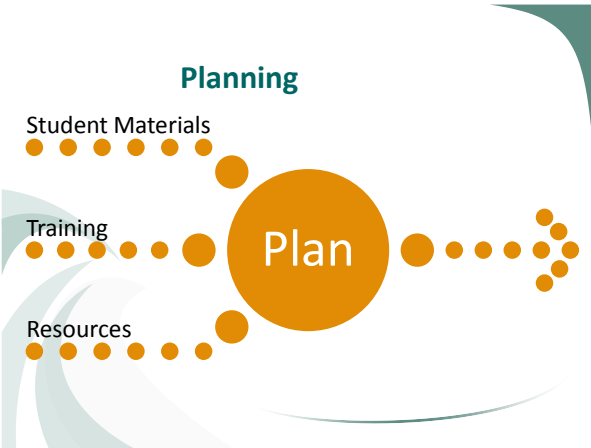 Planning
Student Materials
Training
Plan
Resources